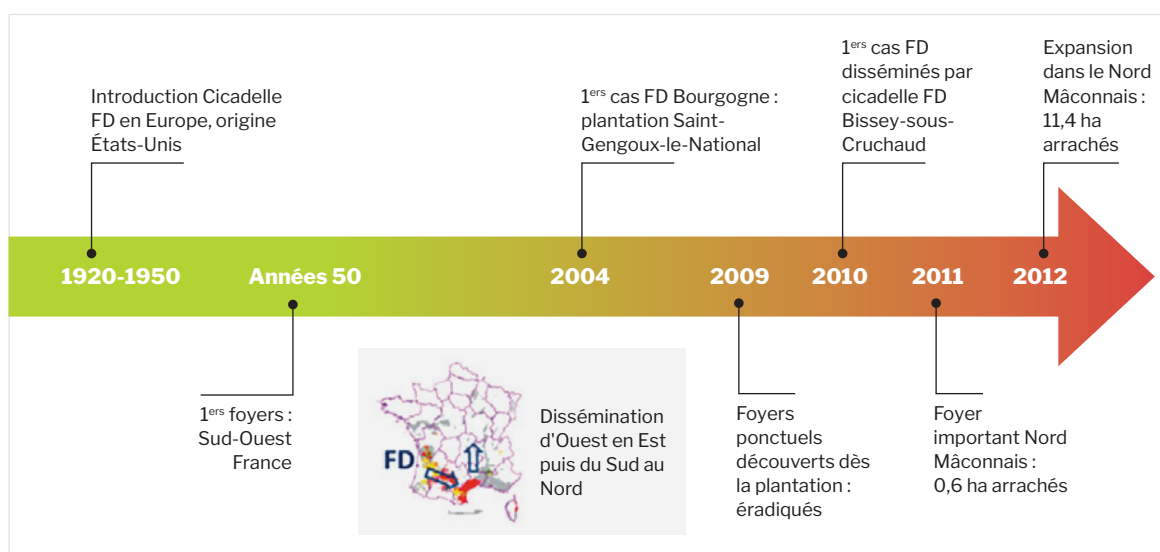 Introduction Cicadelle
FD en Europe, origine
États-Unis
1ers cas FD Bourgogne :
plantation Saint-
Gengoux-le-National
1ers cas FD
disséminés par
cicadelle FD
Bissey-sous-
Cruchaud
Expansion
dans le Nord
Mâconnais :
11,4 ha
arrachés
1920-1950
Années 50
2004
2009
2010
2011
2012
1ers foyers :
Sud-Ouest
France
FD
Dissémination
d'Ouest en Est
puis du Sud au
Nord
Foyers
ponctuels
découverts dès
la plantation :
éradiqués
Foyer
important Nord
Mâconnais :
0,6 ha arrachés